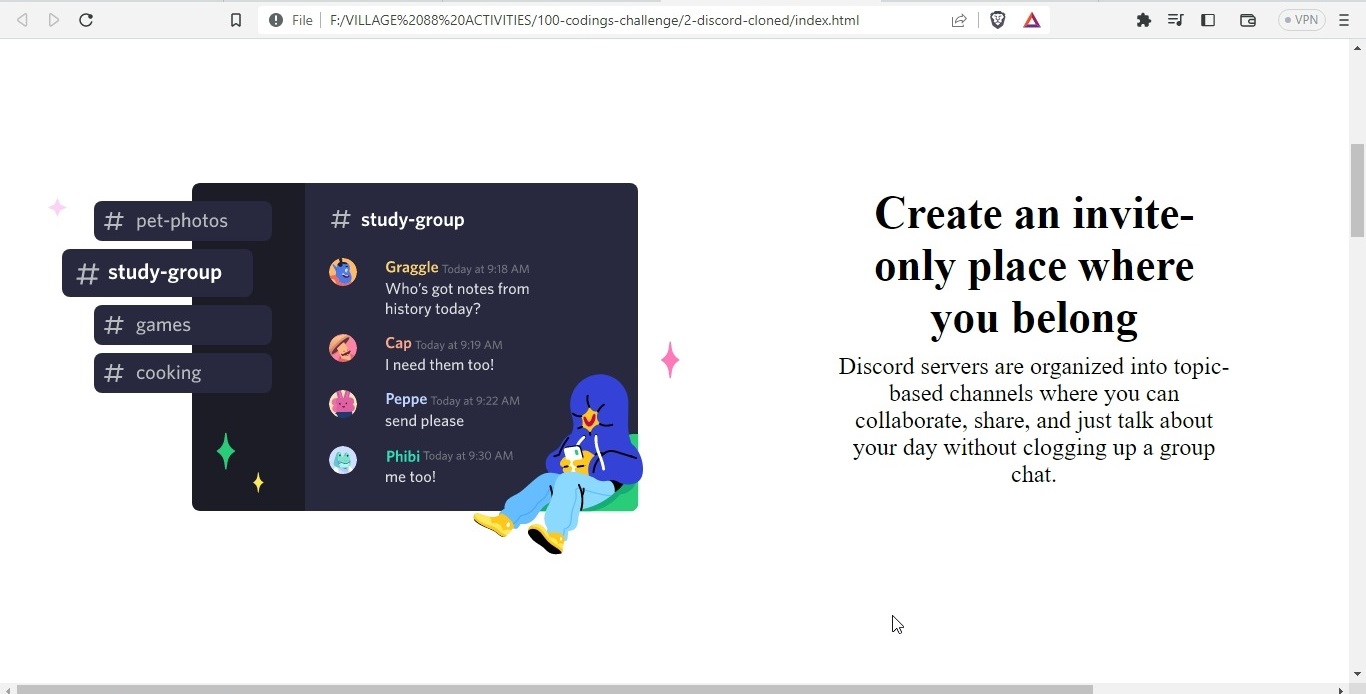 File F:/VILLAGE%2088%20ACTIVITIES/100-codings-challenge/2-discord-cloned/index.html
VPN
# pet-photos
# study-group
# games
# cooking
# study-group
Graggle Today at 9:18 AM
Who's got notes from
history today?
Cap Today at 9:19 AM
I need them too!
Peppe Today at 9:22 AM
send please
Phibi Today at 9:30 AM
me too!
Create an invite-
only place where
you belong
Discord servers are organized into topic-
based channels where you can
collaborate, share, and just talk about
your day without clogging up a group
chat.